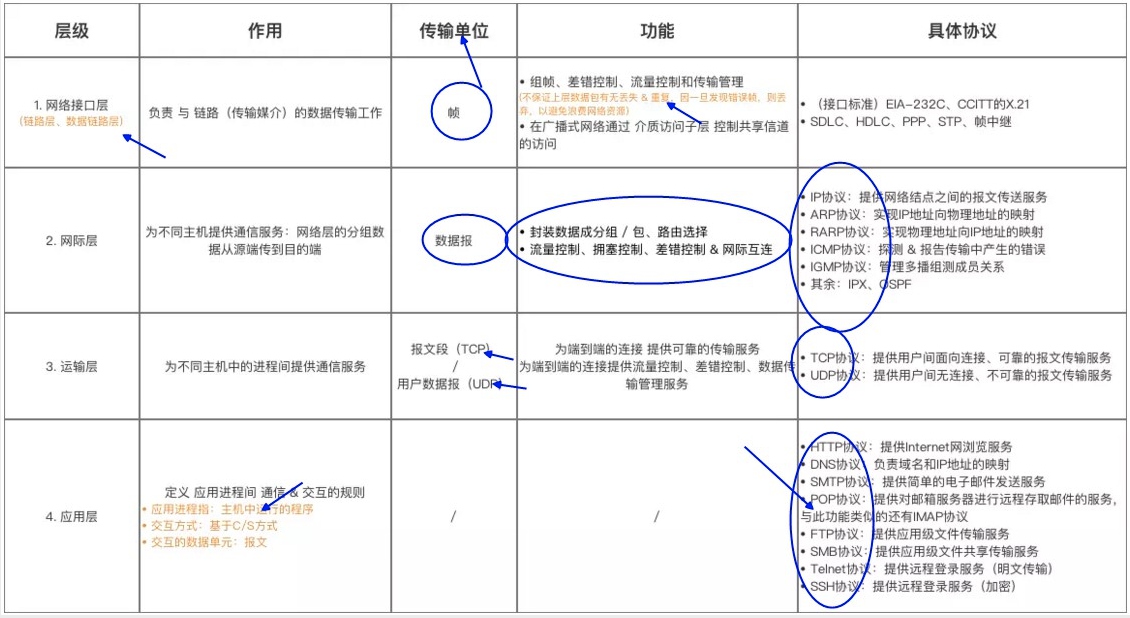 层级
作用
传输单位
功能
具体协议
1. 网络接口层
(链路层、数据链路层)
负责 与 链路（传输媒介）的数据传输工作
帧
• 组帧、差错控制、流量控制和传输管理
(不保证上层数据包有无丢失 & 重复，因一旦发现错误帧，则丢
弃，以避免浪费网络资源)
• 在广播式网络通过 介质访问子层 控制共享信道
的访问
• （接口标准）EIA-232C、CCITT的X.21
• SDLC、HDLC、PPP、STP、帧中继
2. 网际层
为不同主机提供通信服务：网络层的分组数
据从源端传到目的端
数据报
• 封装数据成分组 / 包、路由选择
• 流量控制、拥塞控制、差错控制 & 网际互连
• IP协议：提供网络结点之间的报文传送服务
• ARP协议：实现IP地址向物理地址的映射
• RARP协议：实现物理地址向IP地址的映射
• ICMP协议：探测 & 报告传输中产生的错误
• IGMP协议：管理多播组测成员关系
• 其余：IPX、OSPF
3. 运输层
为不同主机中的进程间提供通信服务
报文段（TCP）
/
用户数据报（UDP）
为端到端的连接 提供可靠的传输服务
为端到端的连接提供流量控制、差错控制、数据传
输管理服务
• TCP协议：提供用户间面向连接、可靠的报文传输服务
• UDP协议：提供用户间无连接、不可靠的报文传输服务
4. 应用层
定义 应用进程间 通信 & 交互的规则
• 应用进程指：主机中运行的程序
• 交互方式：基于C/S方式
• 交互的数据单元：报文
/
/
• HTTP协议：提供Internet网浏览服务
• DNS协议：负责域名和IP地址的映射
• SMTP协议：提供简单的电子邮件发送服务
• POP协议：提供对邮箱服务器进行远程存取邮件的服务，
与此功能类似的还有IMAP协议
• FTP协议：提供应用级文件传输服务
• SMB协议：提供应用级文件共享传输服务
• Telnet协议：提供远程登录服务（明文传输）
• SSH协议：提供远程登录服务（加密）